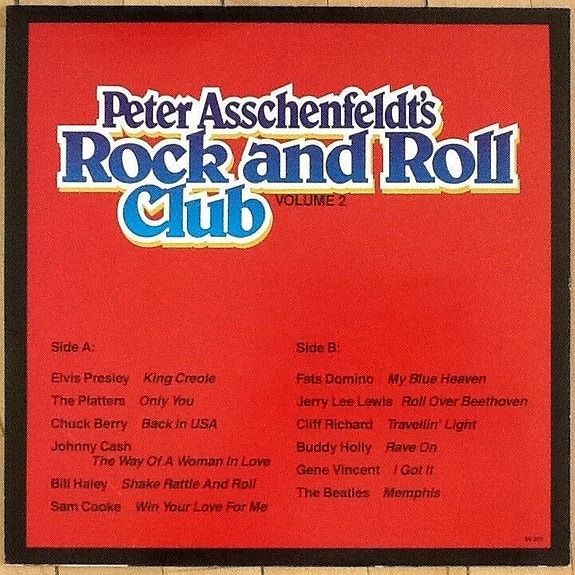 Peter Asschenfeldt's
Rock and Roll
Club VOLUME 2
Side A:
Elvis Presley King Creole
The Platters Only You
Chuck Berry Back in USA
Johnny Cash
The Way Of A Woman In Love
Bill Haley Shake Rattle And Roll
Sam Cooke Win Your Love For Me
Side B:
Fats Domino My Blue Heaven
Jerry Lee Lewis Roll Over Beethoven
Cliff Richard Travellin' Light
Buddy Holly Rave On
Gene Vincent I Got It
The Beatles Memphis